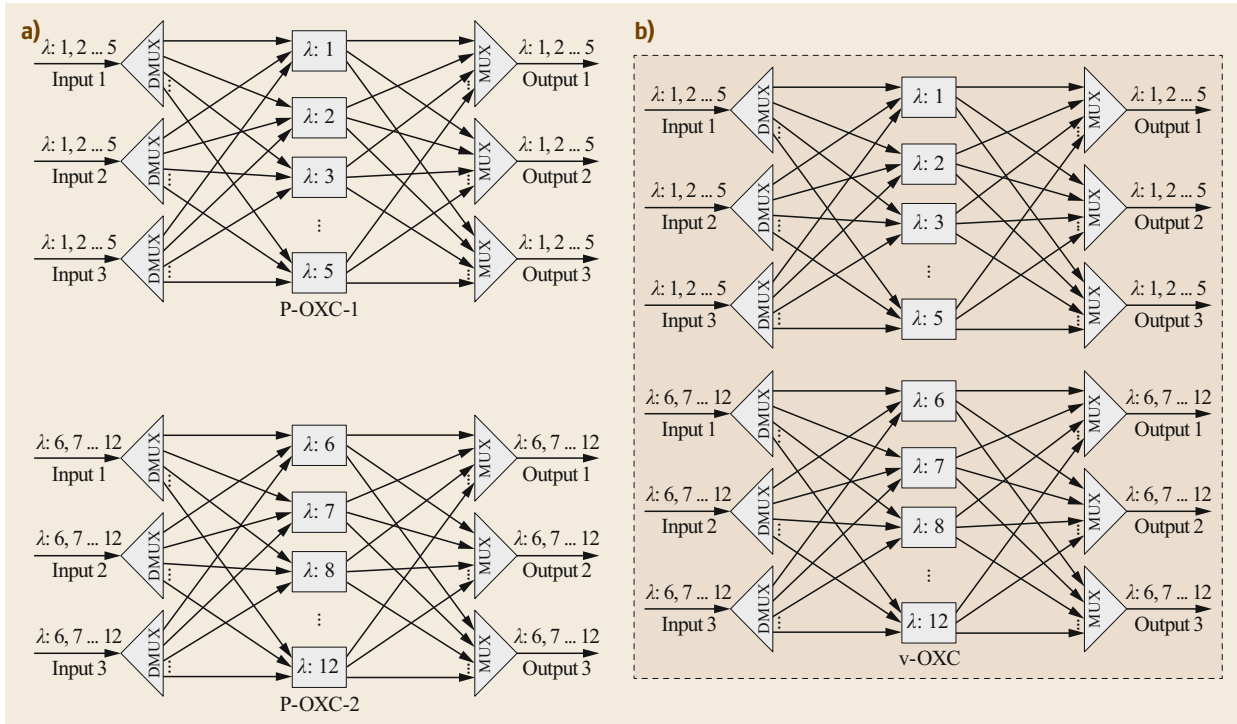 a)
λ: 1, 2 ... 5
Input 1
DMUX
λ: 1
MUX
λ: 1, 2 ... 5
Output 1
λ: 1, 2 ... 5
Input 2
DMUX
λ: 2
λ: 3
MUX
λ: 1, 2 ... 5
Output 2
λ: 1, 2 ... 5
Input 3
DMUX
...
λ: 5
MUX
λ: 1, 2 ... 5
Output 3
P-OXC-1
λ: 6, 7 ... 12
Input 1
DMUX
λ: 6
MUX
λ: 6, 7 ... 12
Output 1
λ: 6, 7 ... 12
Input 2
DMUX
λ: 7
λ: 8
MUX
λ: 6, 7 ... 12
Output 2
λ: 6, 7 ... 12
Input 3
DMUX
...
λ: 12
MUX
λ: 6, 7 ... 12
Output 3
P-OXC-2
b)
λ: 1, 2 ... 5
Input 1
DMUX
λ: 1
MUX
λ: 1, 2 ... 5
Output 1
λ: 1, 2 ... 5
Input 2
DMUX
λ: 2
λ: 3
MUX
λ: 1, 2 ... 5
Output 2
λ: 1, 2 ... 5
Input 3
DMUX
...
λ: 5
MUX
λ: 1, 2 ... 5
Output 3
λ: 6, 7 ... 12
Input 1
DMUX
λ: 6
MUX
λ: 6, 7 ... 12
Output 1
λ: 6, 7 ... 12
Input 2
DMUX
λ: 7
λ: 8
MUX
λ: 6, 7 ... 12
Output 2
λ: 6, 7 ... 12
Input 3
DMUX
...
λ: 12
MUX
λ: 6, 7 ... 12
Output 3
v-OXC